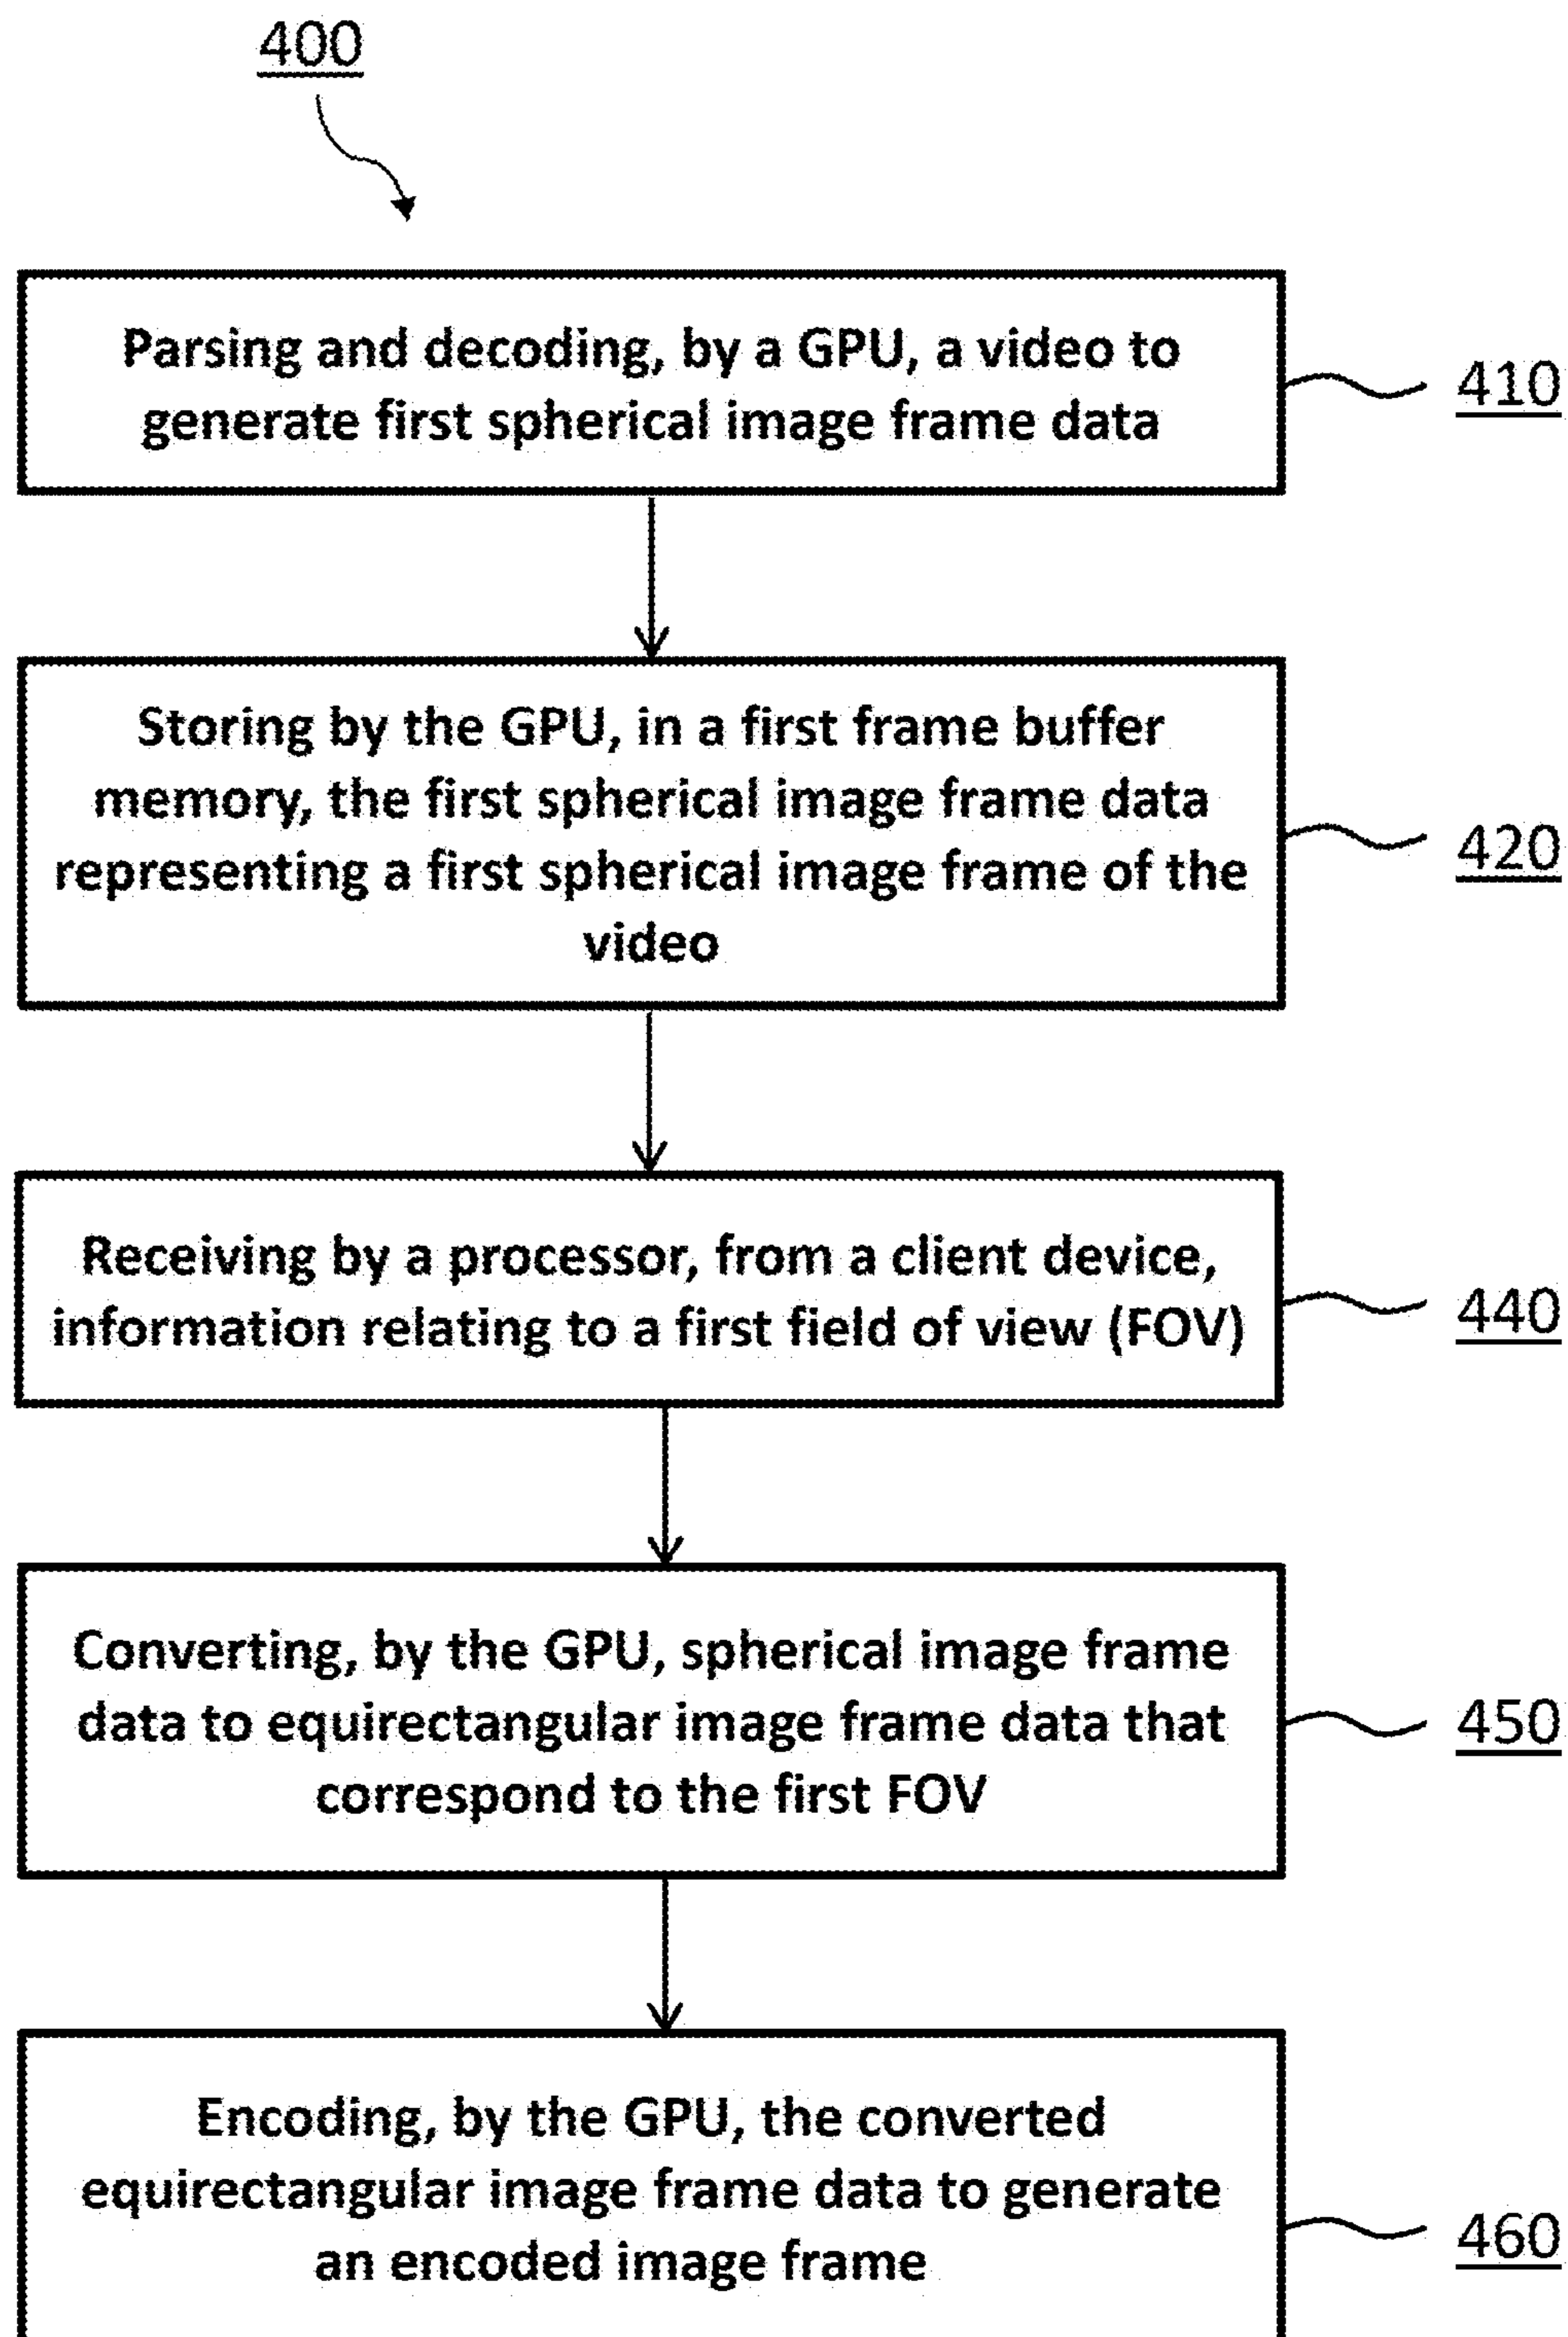 400
Parsing and decoding, by a GPU, a video to
generate first spherical image frame data
410
Storing by the GPU, in a first frame buffer
memory, the first spherical image frame data
representing a first spherical image frame of the
video
420
Receiving by a processor, from a client device,
information relating to a first field of view (FOV)
440
Converting, by the GPU, spherical image frame
data to equirectangular image frame data that
correspond to the first FOV
450
Encoding, by the GPU, the converted
equirectangular image frame data to generate
an encoded image frame
460